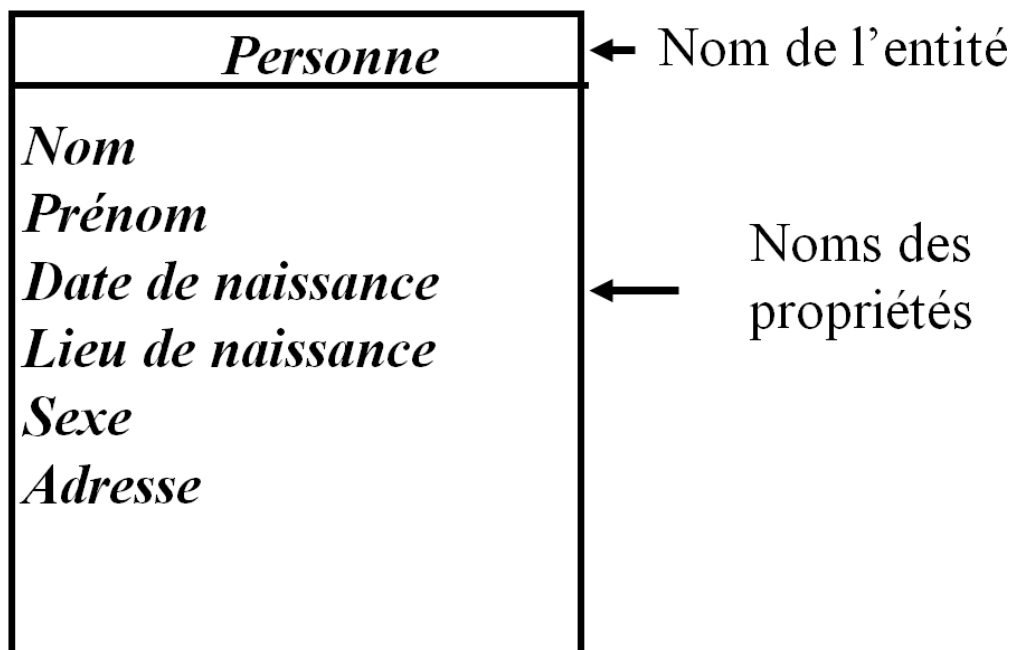 Personne
Nom de l’entité
Nom
Prénom
Date de naissance
Lieu de naissance
Sexe
Adresse
Noms des
propriétés